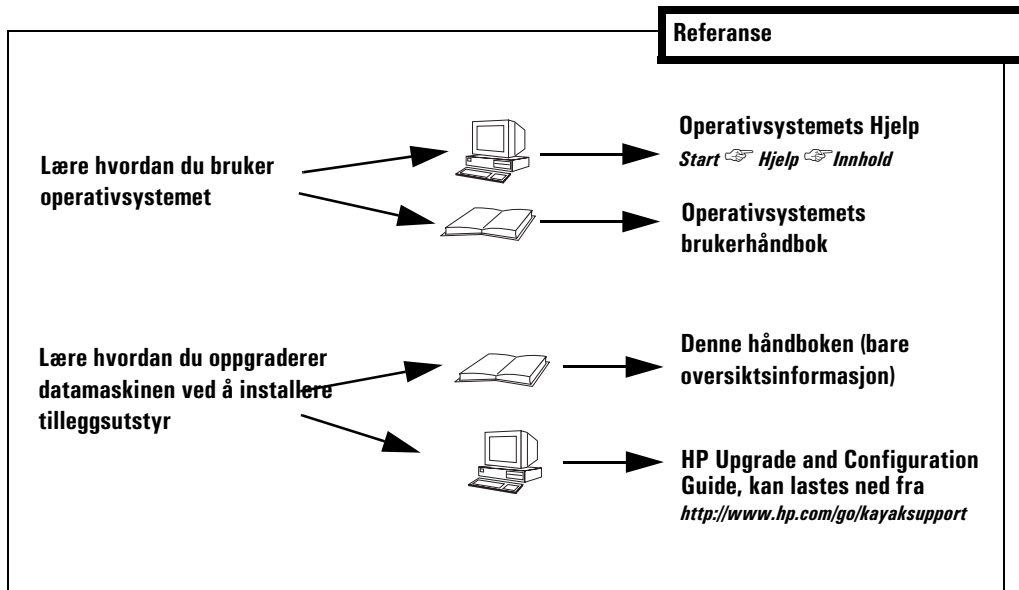 Referanse
Lære hvordan du bruker
operativsystemet
Operativsystemets Hjelp
Start ☞ Hjelp ☞ Innhold
Operativsystemets
brukerhåndbok
Lære hvordan du oppgraderer
datamaskinen ved å installere
tilleggsutstyr
Denne håndboken (bare
oversiktsinformasjon)
HP Upgrade and Configuration
Guide, kan lastes ned fra
http://www.hp.com/go/kayaksupport